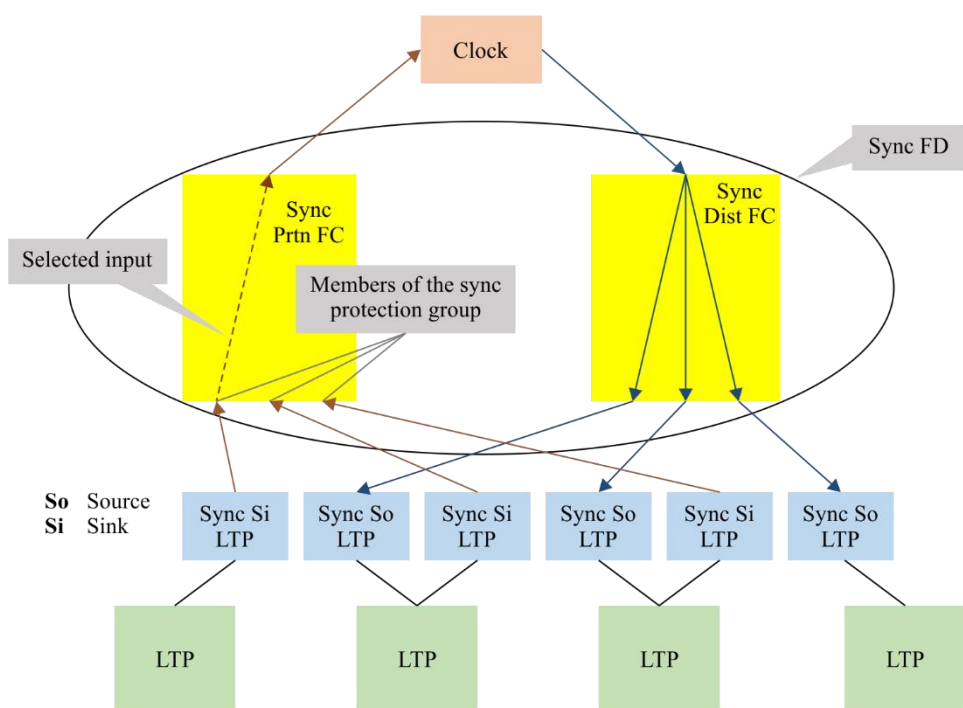 Clock
Sync FD
Sync
Prtn FC
Sync
Dist FC
Selected input
Members of the sync
protection group
So Source
Si Sink
Sync Si
LTP
Sync So
LTP
Sync Si
LTP
Sync So
LTP
Sync Si
LTP
Sync So
LTP
LTP
LTP
LTP
LTP